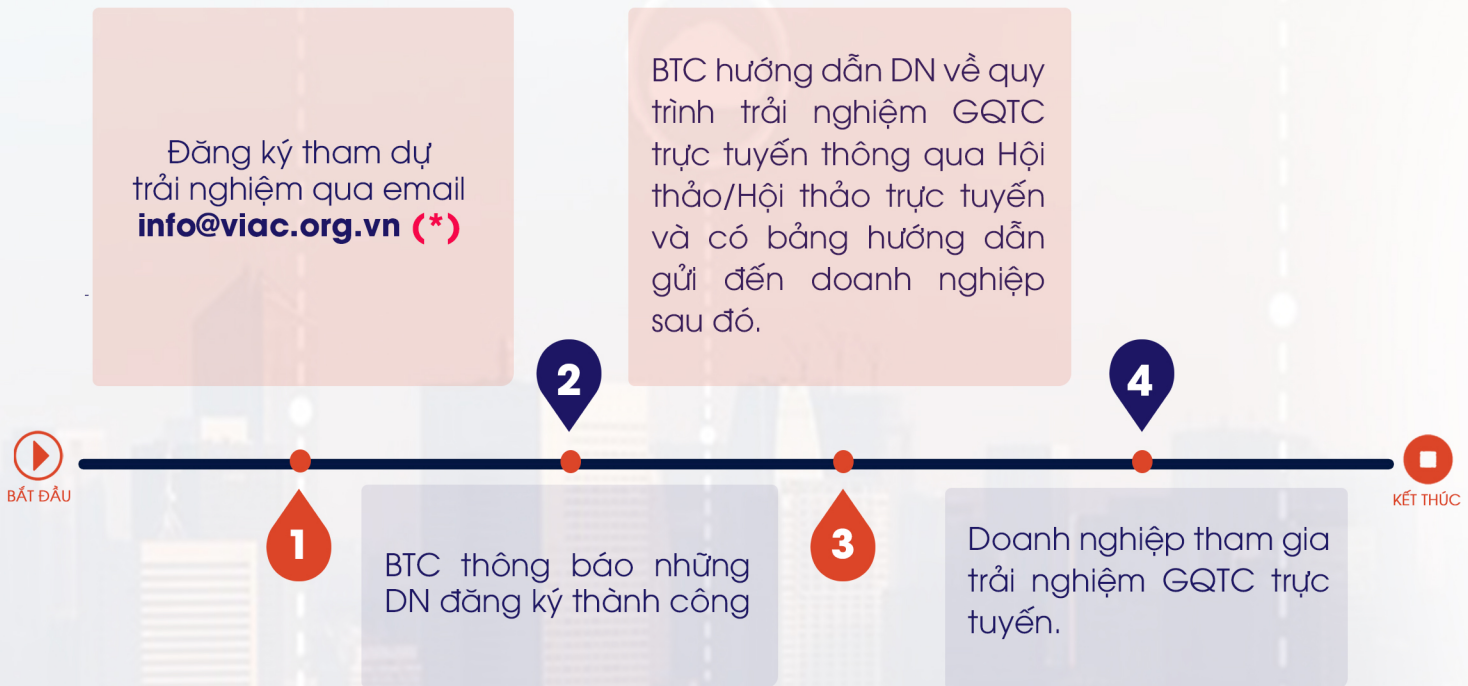 Đăng ký tham dự
trải nghiệm qua email
info@viac.org.vn (*)
BTC hướng dẫn DN về quy
trình trải nghiệm GQTC
trực tuyến thông qua Hội
thảo/Hội thảo trực tuyến
và có bảng hướng dẫn
gửi đến doanh nghiệp
sau đó.
-
2
4
BẮT ĐẦU
KẾT THÚC
1
BTC thông báo những
DN đăng ký thành công
3
Doanh nghiệp tham gia
trải nghiệm GQTC trực
tuyến.